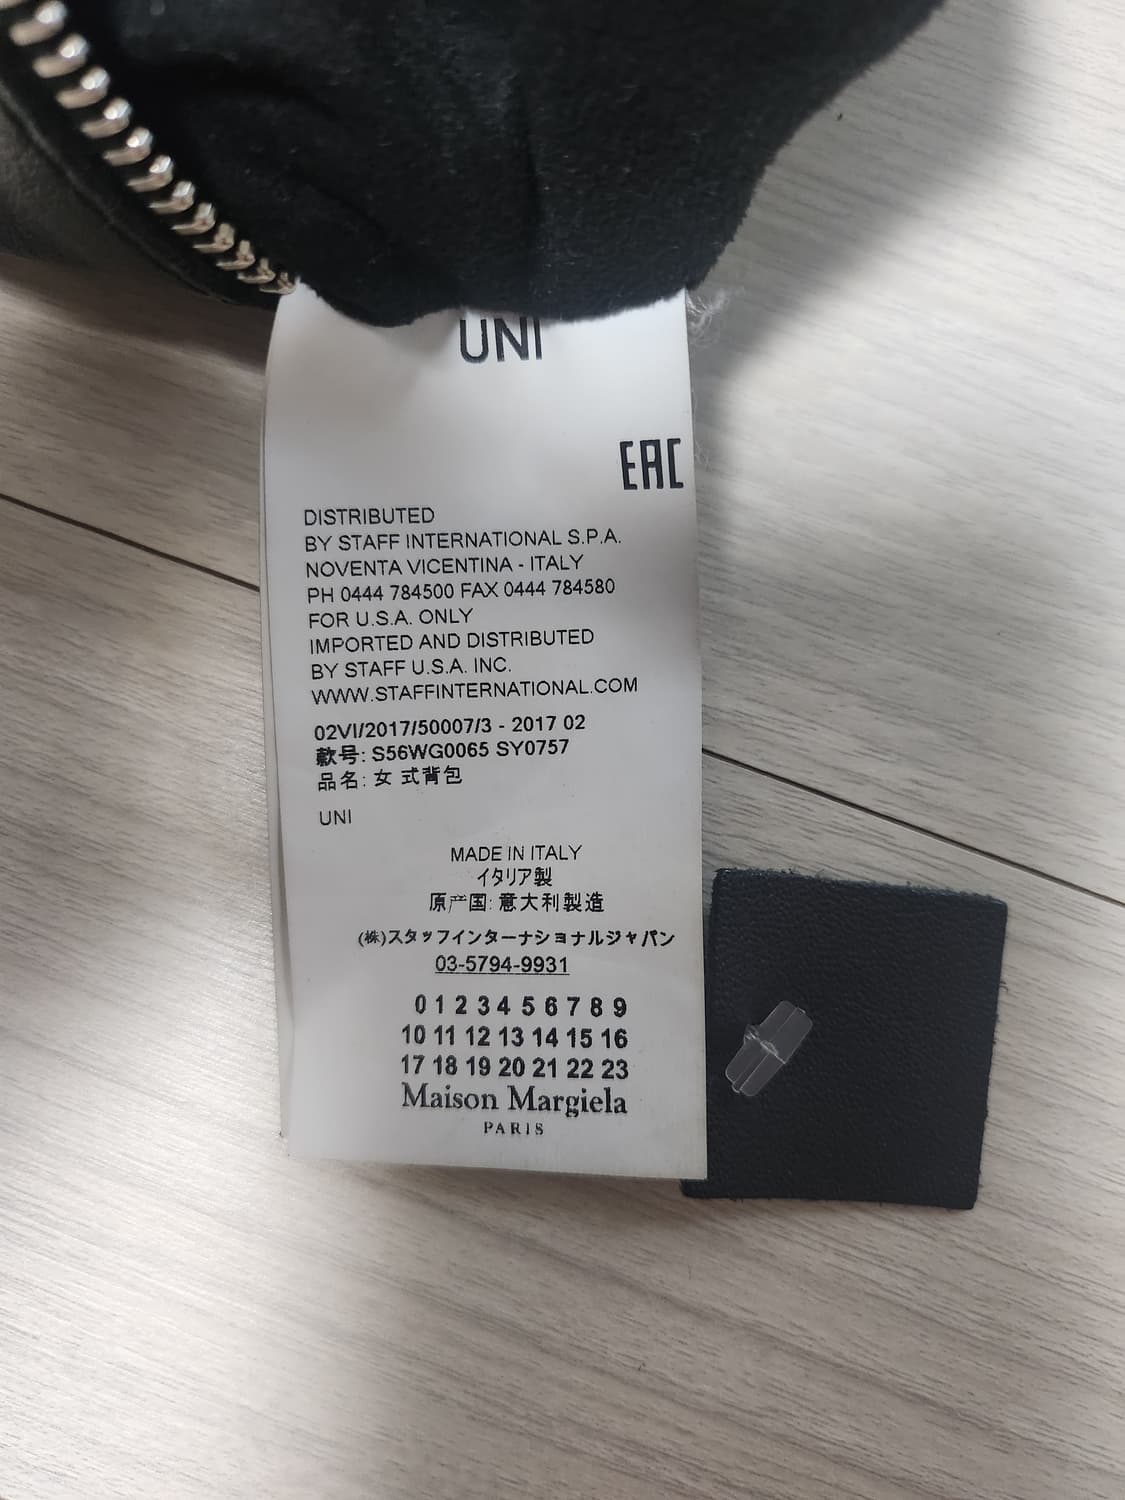 UNI
EAC
DISTRIBUTED
BY STAFF INTERNATIONAL S.P.A.
NOVENTA VICENTINA - ITALY
PH 0444 784500 FAX 0444 784580
FOR U.S.A. ONLY
IMPORTED AND DISTRIBUTED
BY STAFF U.S.A. INC.
WWW.STAFFINTERNATIONAL.COM
02VI/2017/50007/3 - 2017 02
款号: S56WG0065 SY0757
品名: 女 式背包
UNI
MADE IN ITALY
イタリア製
原产国: 意大利製造
(株)スタッフインターナショナルジャパン
03-5794-9931
0 1 2 3 4 5 6 7 8 9
10 11 12 13 14 15 16
17 18 19 20 21 22 23
Maison Margiela
PARIS